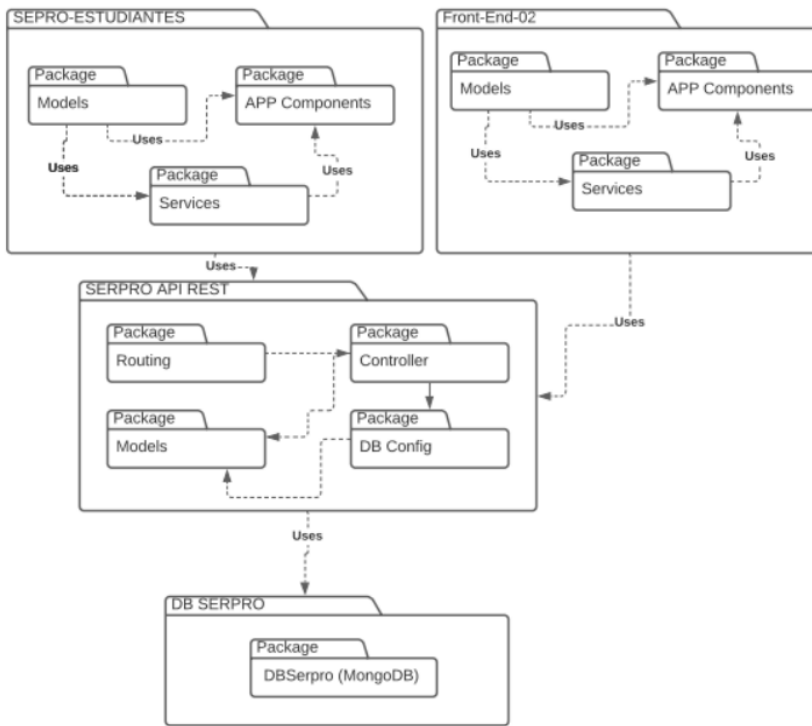 SEPRO-ESTUDIANTES
Package
Models
Package
APP Components
Uses
Uses
Uses
Package
Services
Front-End-02
Package
Models
Package
APP Components
Uses
Uses
Uses
Package
Services
Uses
Uses
SERPRO API REST
Package
Routing
Package
Controller
Package
Models
Package
DB Config
Uses
DB SERPRO
Package
DBSerpro (MongoDB)